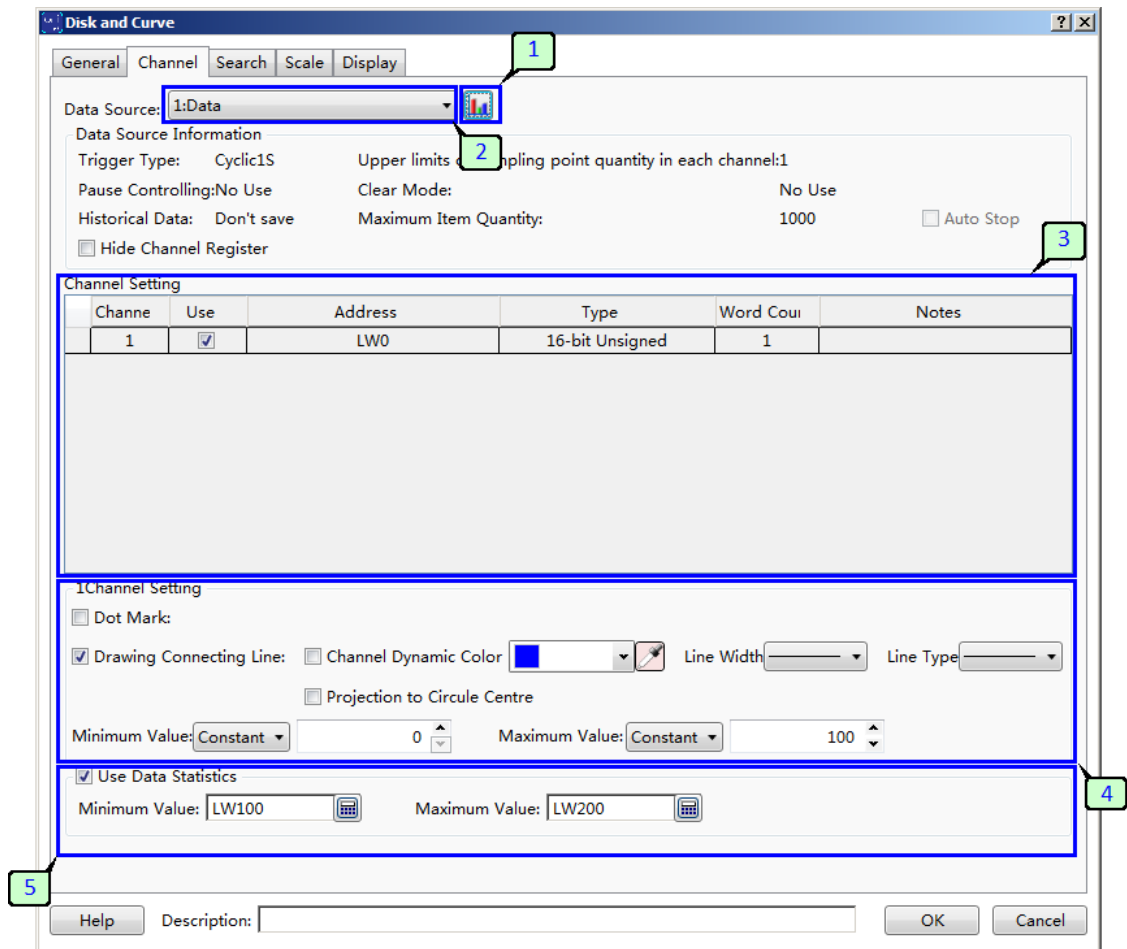 Disk and Curve
1
General Channel Search Scale Display
Data Source: 1:Data
2
Data Source Information
Trigger Type: Cyclic1S Upper limits mpling point quantity in each channel:1
Pause Controlling:No Use Clear Mode: No Use
Historical Data: Don't save Maximum Item Quantity: 1000 Auto Stop
Hide Channel Register
3
Channel Setting
Channe Use Address Type Word Cour Notes
1 LW0 16-bit Unsigned 1
1Channel Setting
Dot Mark:
Drawing Connecting Line: Channel Dynamic Color Line Width Line Type
Projection to Circule Centre
Minimum Value: Constant 0 Maximum Value: Constant 100
4
Use Data Statistics
Minimum Value: LW100 Maximum Value: LW200
5
Help Description: OK Cancel